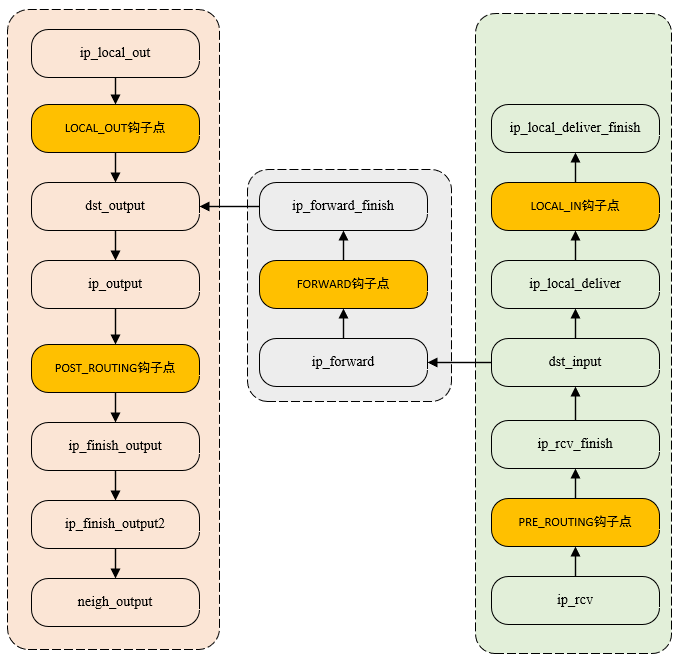 ip_local_out
LOCAL_OUT钩子点
dst_output
ip_output
POST_ROUTING钩子点
ip_finish_output
ip_finish_output2
neigh_output
ip_forward_finish
FORWARD钩子点
ip_forward
ip_local_deliver_finish
LOCAL_IN钩子点
ip_local_deliver
dst_input
ip_rcv_finish
PRE_ROUTING钩子点
ip_rcv